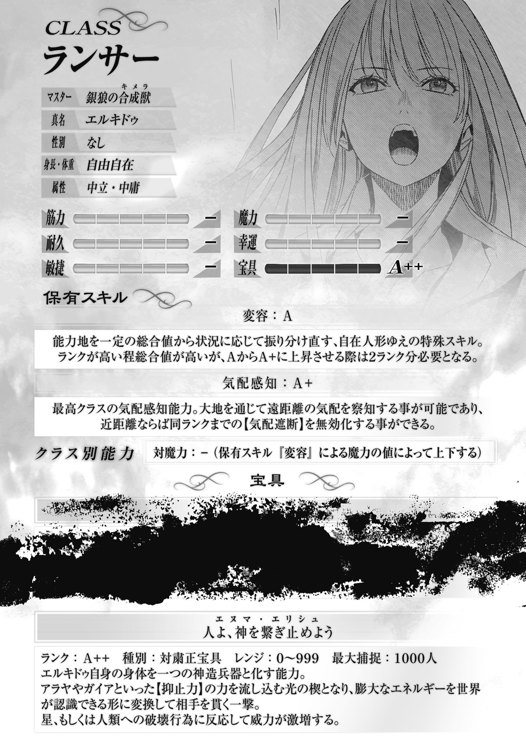 CLASS
ランサー
マスター 銀狼の合成獣
キメラ
真名 エルキドゥ
性別 なし
身長・体重 自由自在
属性 中立・中庸
筋力 − 魔力 −
耐久 − 幸運 −
敏捷 − 宝具 A++
保有スキル
変容：A
能力地を一定の総合値から状況に応じて振り分け直す、自在人形ゆえの特殊スキル。
ランクが高い程総合値が高いが、AからA+に上昇させる際は2ランク分必要となる。
気配感知：A+
最高クラスの気配感知能力。大地を通じて遠距離の気配を察知する事が可能であり、
近距離ならば同ランクまでの【気配遮断】を無効化する事ができる。
クラス別能力 対魔力：−（保有スキル『変容』による魔力の値によって上下する）
宝具
エヌマ・エリシュ
人よ、神を繋ぎ止めよう
ランク：A++ 種別：対粛正宝具 レンジ：0〜999 最大捕捉：1000人
エルキドゥ自身の身体を一つの神造兵器と化す能力。
アラヤやガイアといった【抑止力】の力を流し込む光の楔となり、膨大なエネルギーを世界
が認識できる形に変換して相手を貫く一撃。
星、もしくは人類への破壊行為に反応して威力が激増する。